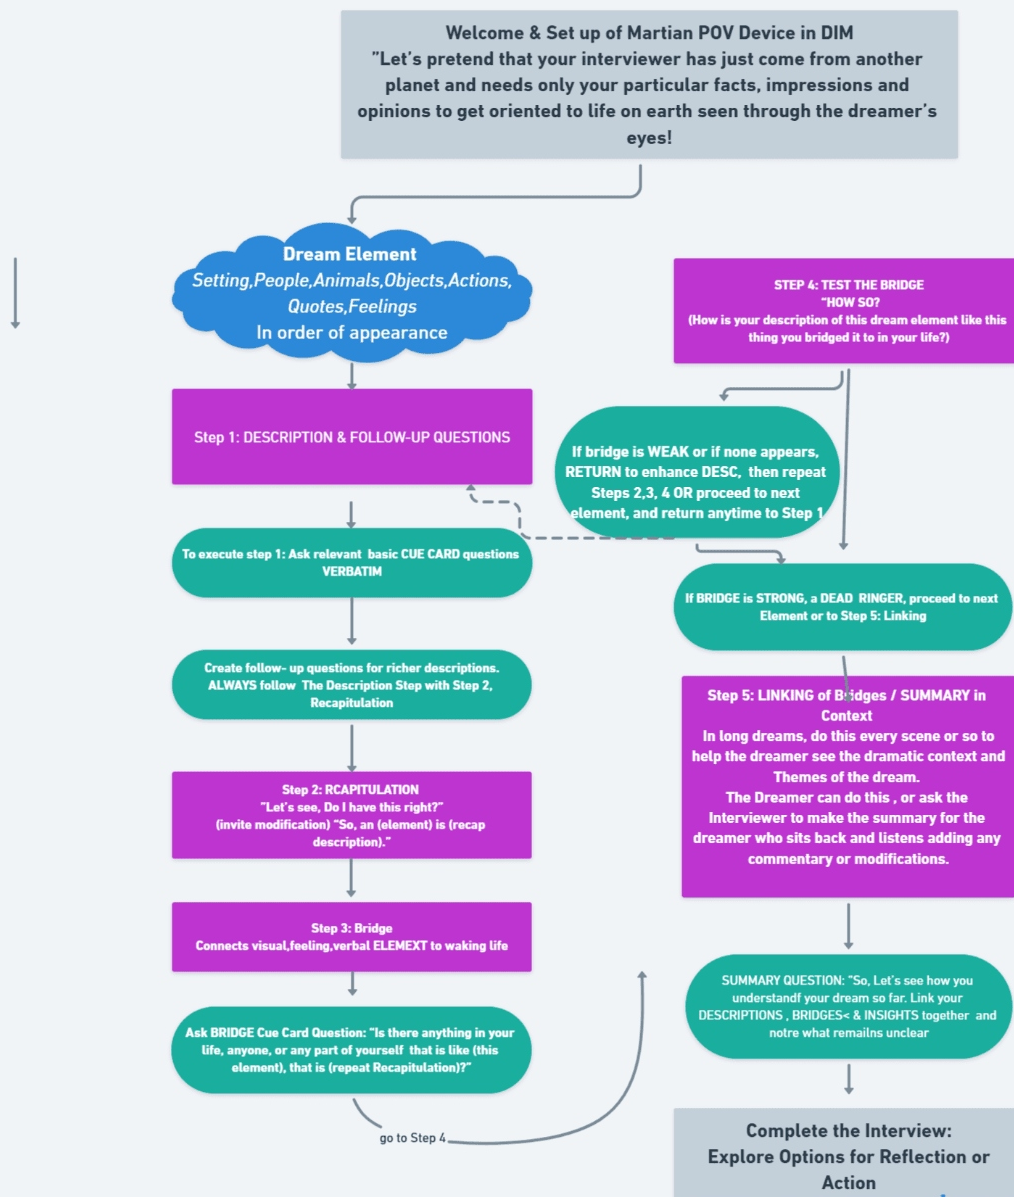 Welcome & Set up of Martian POV Device in DIM
"Let's pretend that your interviewer has just come from another
planet and needs only your particular facts, impressions and
opinions to get oriented to life on earth seen through the dreamer's
eyes!
Dream Element
Setting,People,Animals,Objects,Actions,
Quotes,Feelings
In order of appearance
Step 1: DESCRIPTION & FOLLOW-UP QUESTIONS
To execute step 1: Ask relevant basic CUE CARD questions
VERBATIM
Create follow- up questions for richer descriptions.
ALWAYS follow The Description Step with Step 2,
Recapitulation
Step 2: RCAPITULATION
"Let's see, Do I have this right?"
(invite modification) "So, an (element) is (recap
description)."
Step 3: Bridge
Connects visual,feeling,verbal ELEMEXT to waking life
Ask BRIDGE Cue Card Question: "Is there anything in your
life, anyone, or any part of yourself that is like (this
element), that is (repeat Recapitulation)?"
go to Step 4
STEP 4: TEST THE BRIDGE
"HOW SO?
(How is your description of this dream element like this
thing you bridged it to in your life?)
If bridge is WEAK or if none appears,
RETURN to enhance DESC, then repeat
Steps 2,3, 4 OR proceed to next
element, and return anytime to Step 1
If BRIDGE is STRONG, a DEAD RINGER, proceed to next
Element or to Step 5: Linking
Step 5: LINKING of Bridges / SUMMARY in
Context
In long dreams, do this every scene or so to
help the dreamer see the dramatic context and
Themes of the dream.
The Dreamer can do this , or ask the
Interviewer to make the summary for the
dreamer who sits back and listens adding any
commentary or modifications.
SUMMARY QUESTION: "So, Let's see how you
understandf your dream so far. Link your
DESCRIPTIONS , BRIDGES< & INSIGHTS together and
notre what remailns unclear
Complete the Interview:
Explore Options for Reflection or
Action